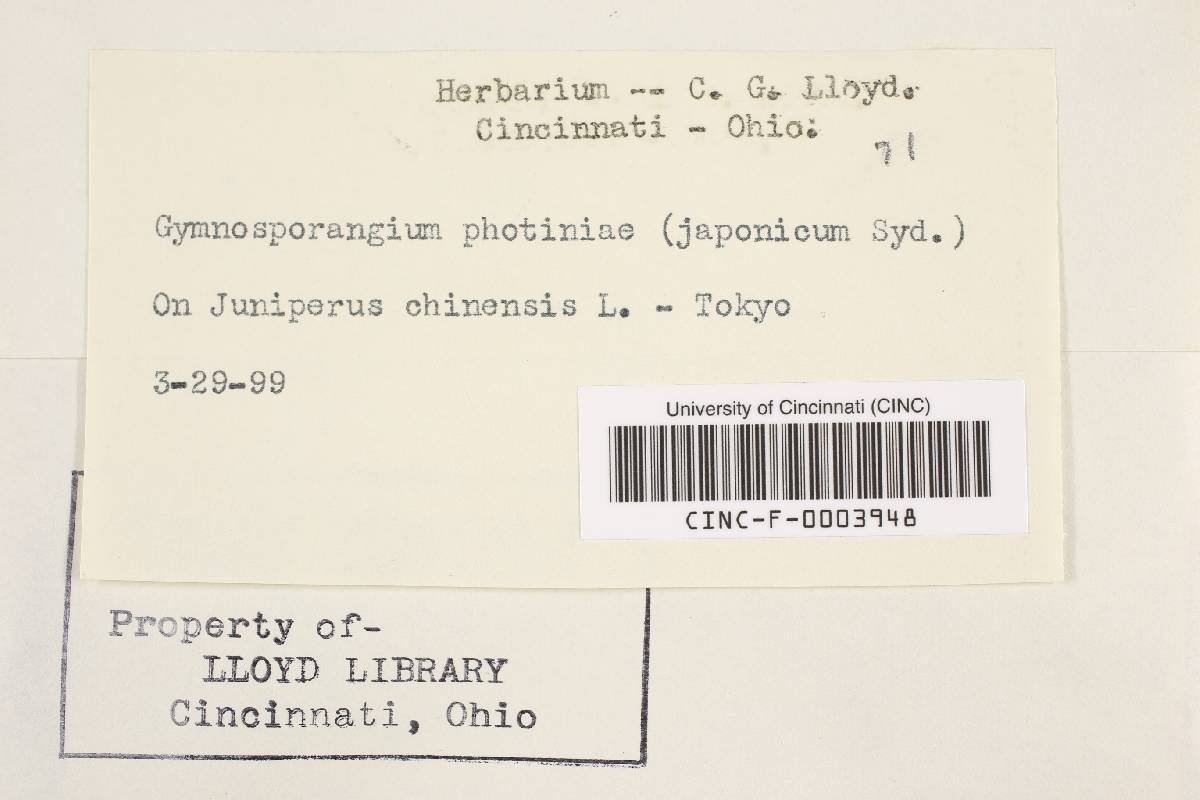 Herbarium -- C. G. Lloyd.
Cincinnati - Ohio.
71
Gymnosporangium photiniae (japonicum Syd.)
On Juniperus chinensis L. - Tokyo
3-29-99
University of Cincinnati (CINC)
CINC-F-0003948
Property of-
LLOYD LIBRARY
Cincinnati, Ohio